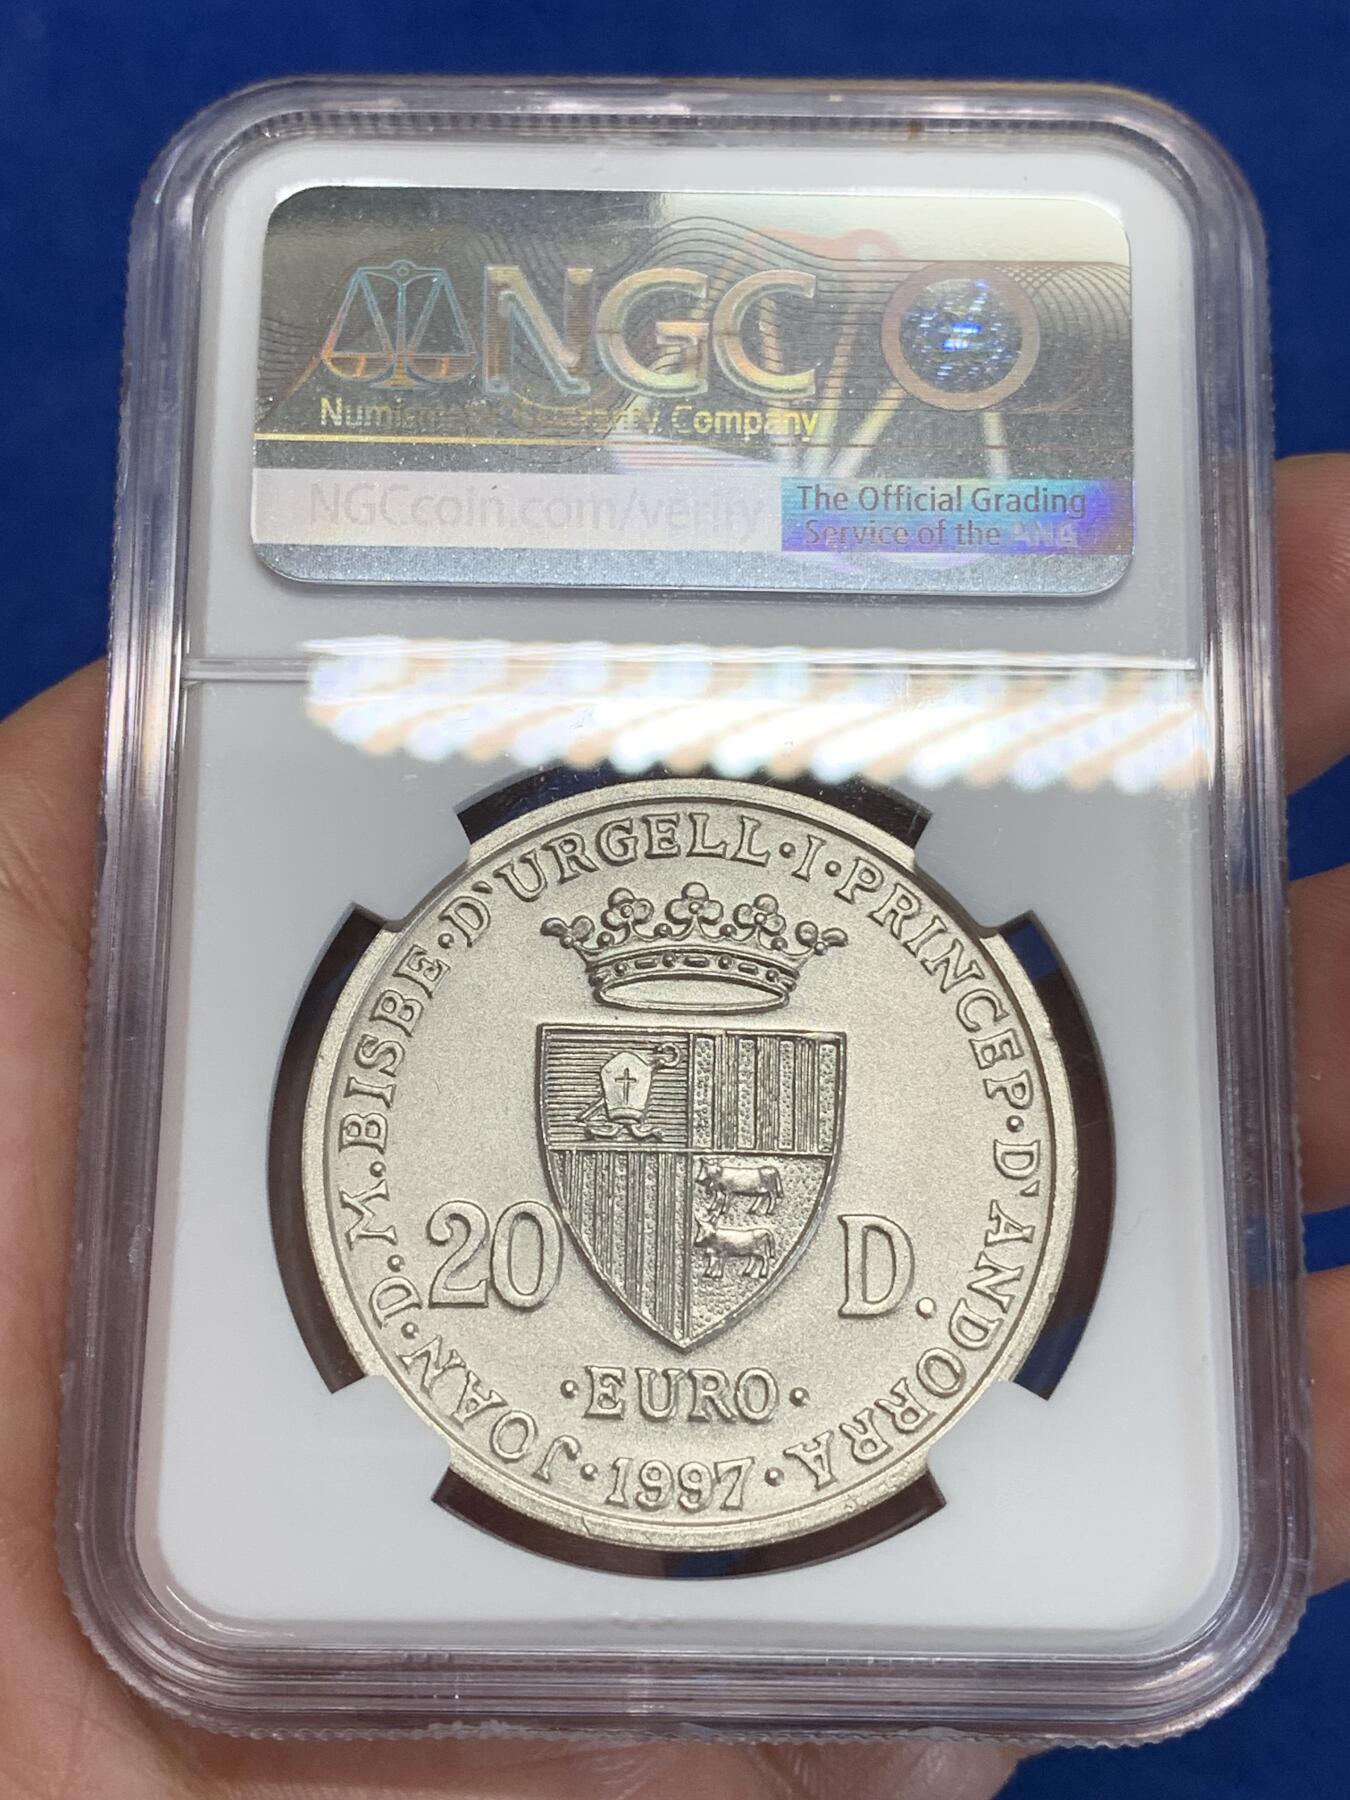 NGC
Numismatic Guaranty Company
NGCcoin.com/verify
The Official Grading
Service of the ANA
JOAN·D·M·BISBE·D'URGELL·I·PRINCEP·D'ANDORRA
20 D.
·EURO·
·1997·